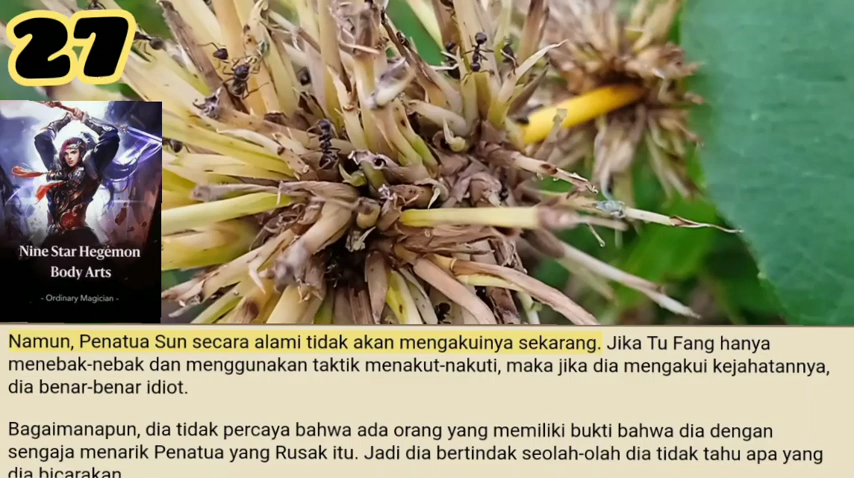 27
Nine Star Hegemon
Body Arts
- Ordinary Magician -
Namun, Penatua Sun secara alami tidak akan mengakuinya sekarang. Jika Tu Fang hanya
menebak-nebak dan menggunakan taktik menakut-nakuti, maka jika dia mengakui kejahatannya,
dia benar-benar idiot.
Bagaimanapun, dia tidak percaya bahwa ada orang yang memiliki bukti bahwa dia dengan
sengaja menarik Penatua yang Rusak itu. Jadi dia bertindak seolah-olah dia tidak tahu apa yang
dia bicarakan.